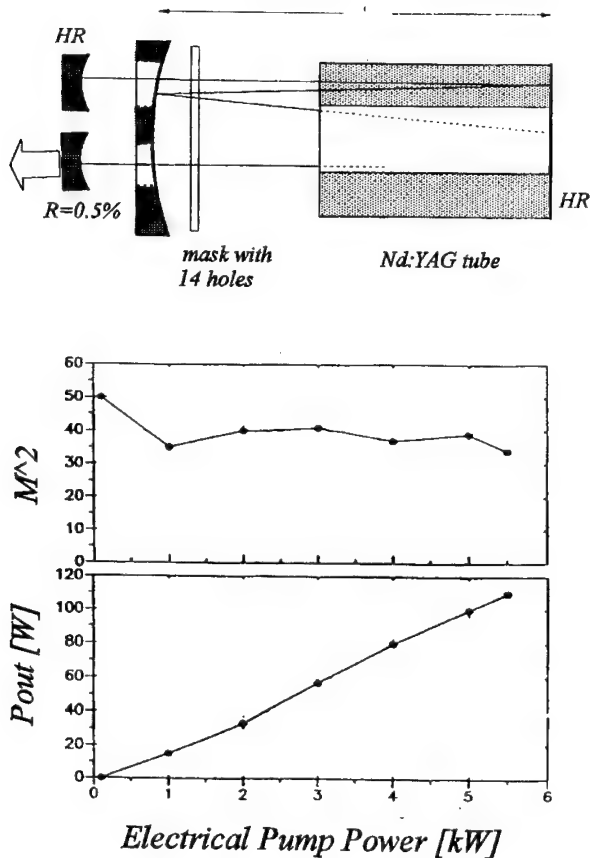 HR
R=0.5%
mask with
14 holes
Nd:YAG tube
HR
60
50
40
30
20
10
0
M^2
120
100
80
60
40
20
0
Pout [W]
0 1 2 3 4 5 6
Electrical Pump Power [kW]